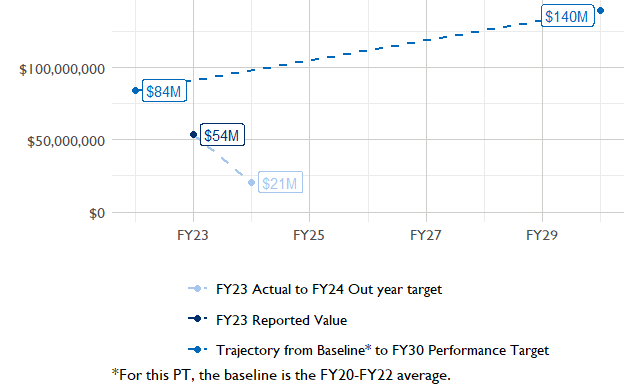 $140M
$100,000,000
$84M
$54M
$50,000,000
$21M
$0
FY23 FY25 FY27 FY29
FY23 Actual to FY24 Out year target
FY23 Reported Value
Trajectory from Baseline* to FY30 Performance Target
*For this PT, the baseline is the FY20-FY22 average.